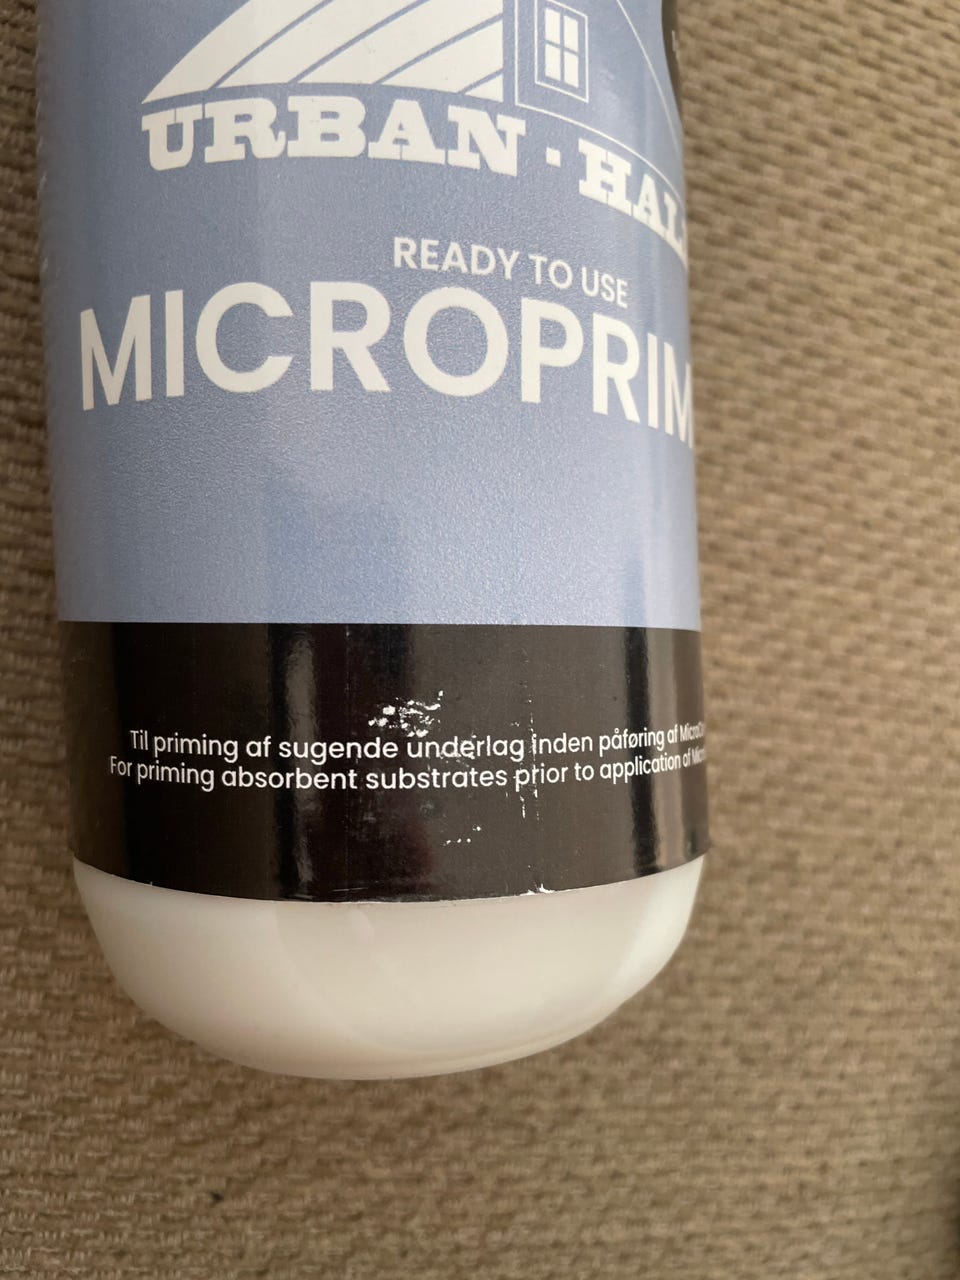 URBAN · HAL
READY TO USE
MICROPRIM
Til priming af sugende underlag inden påføring af
For priming absorbent substrates prior to application of